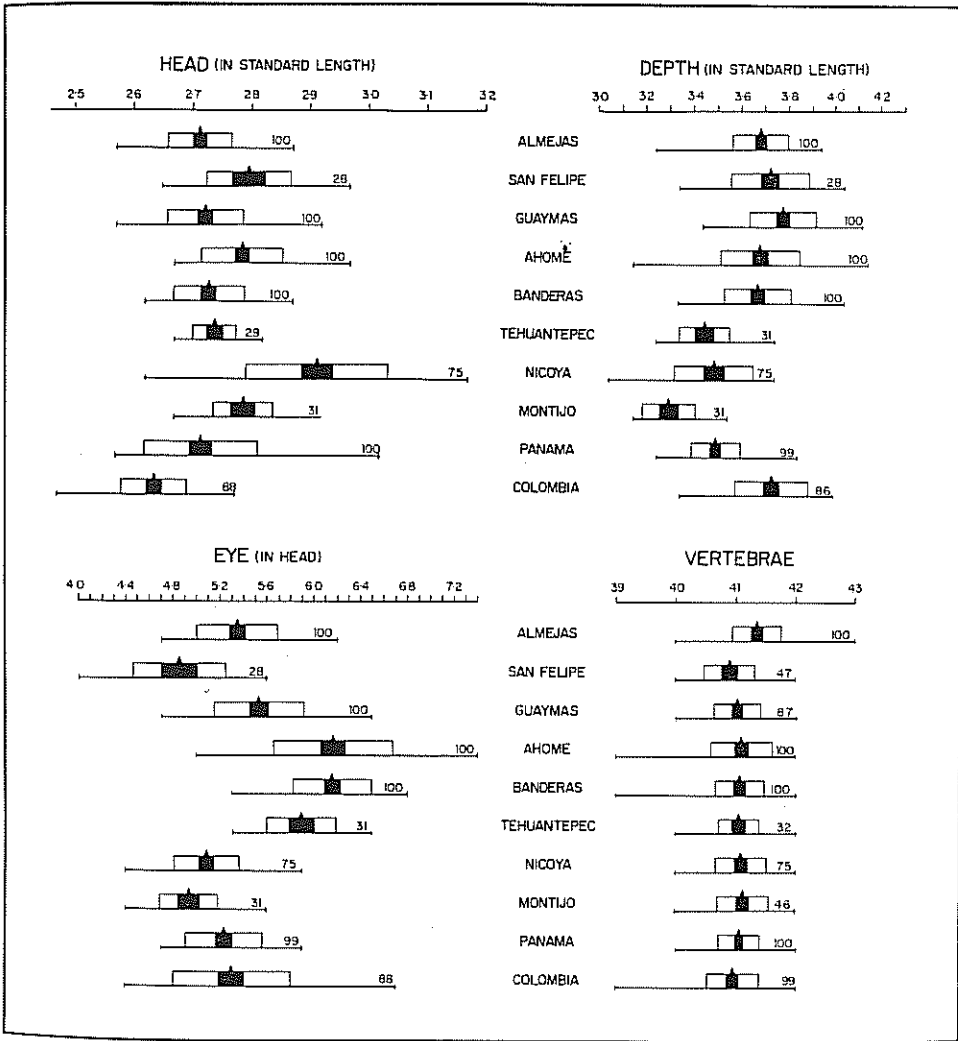 HEAD (IN STANDARD LENGTH) DEPTH (IN STANDARD LENGTH)
2·5 2·6 2·7 2·8 2·9 3·0 3·1 3·2 3·0 3·2 3·4 3·6 3·8 4·0 4·2
100 ALMEJAS 100
28 SAN FELIPE 28
100 GUAYMAS 100
100 AHOME 100
100 BANDERAS 100
29 TEHUANTEPEC 31
75 NICOYA 75
31 MONTIJO 31
100 PANAMA 99
88 COLOMBIA 86
EYE (IN HEAD) VERTEBRAE
4·0 4·4 4·8 5·2 5·6 6·0 6·4 6·8 7·2 39 40 41 42 43
100 ALMEJAS 100
28 SAN FELIPE 47
100 GUAYMAS 87
100 AHOME 100
100 BANDERAS 100
31 TEHUANTEPEC 32
75 NICOYA 75
31 MONTIJO 46
99 PANAMA 100
88 COLOMBIA 99